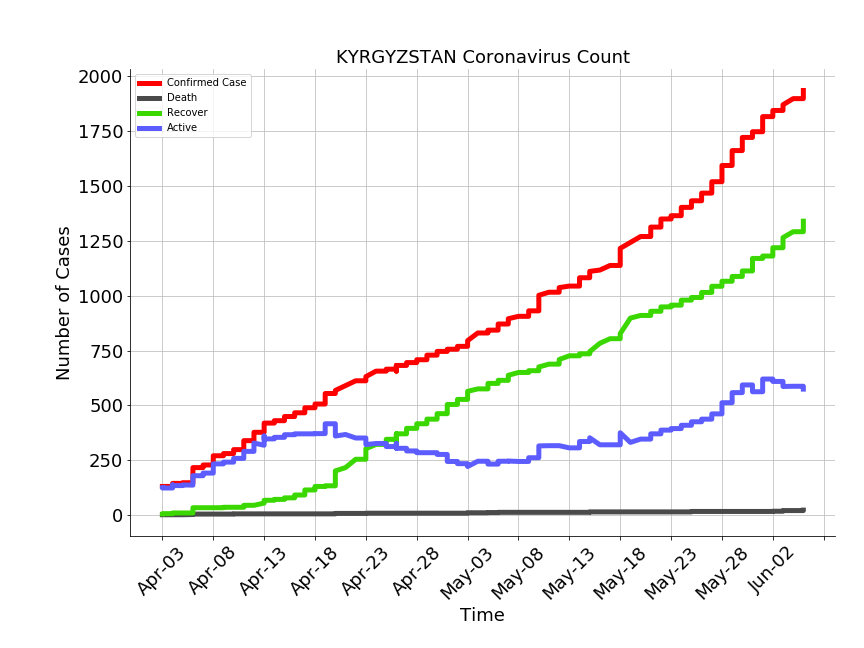 KYRGYZSTAN Coronavirus Count
Confirmed Case
Death
Recover
Active
Number of Cases
2000
1750
1500
1250
1000
750
500
250
0
Apr-03
Apr-08
Apr-13
Apr-18
Apr-23
Apr-28
May-03
May-08
May-13
May-18
May-23
May-28
Jun-02
Time